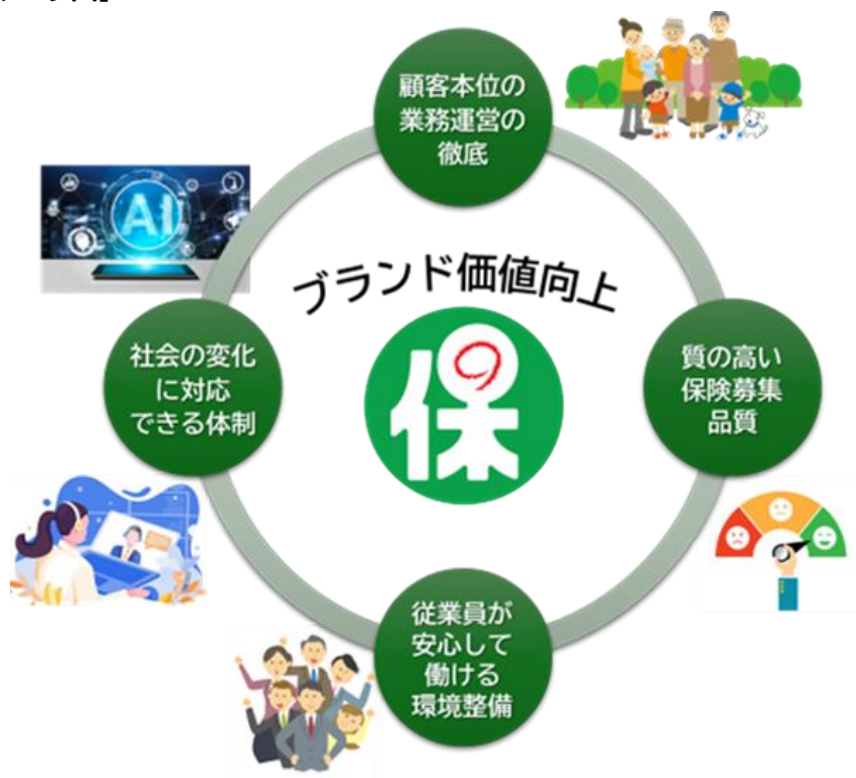 顧客本位の
業務運営の
徹底
AI
ブランド価値向上
社会の変化
に対応
できる体制
保
質の高い
保険募集
品質
従業員が
安心して
働ける
環境整備